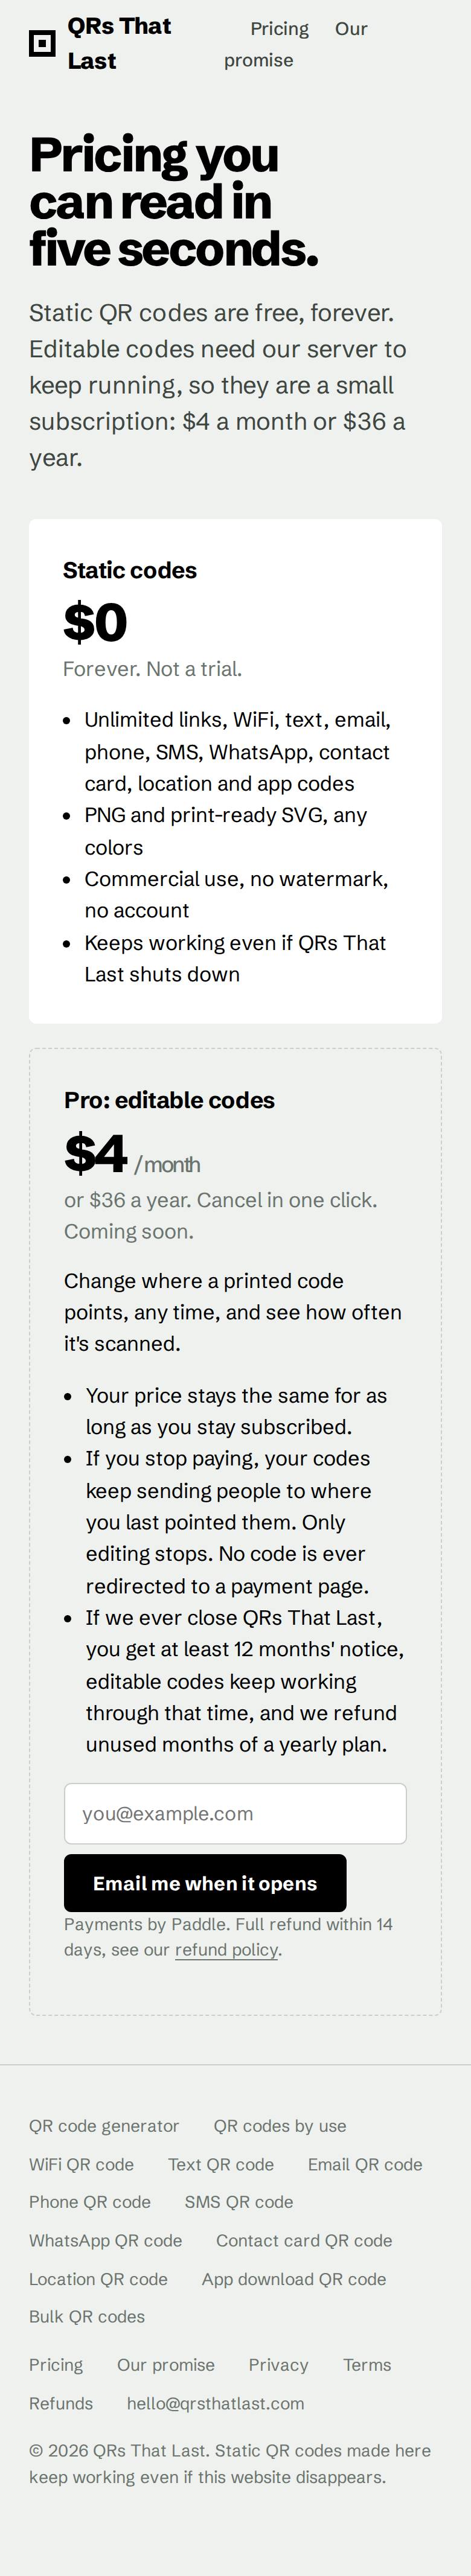 QRs That
Last
Pricing Our
promise
Pricing you
can read in
five seconds.
Static QR codes are free, forever.
Editable codes need our server to
keep running, so they are a small
subscription: $4 a month or $36 a
year.
Static codes
$0
Forever. Not a trial.
• Unlimited links, WiFi, text, email,
phone, SMS, WhatsApp, contact
card, location and app codes
• PNG and print-ready SVG, any
colors
• Commercial use, no watermark,
no account
• Keeps working even if QRs That
Last shuts down
Pro: editable codes
$4 /month
or $36 a year. Cancel in one click.
Coming soon.
Change where a printed code
points, any time, and see how often
it's scanned.
• Your price stays the same for as
long as you stay subscribed.
• If you stop paying, your codes
keep sending people to where
you last pointed them. Only
editing stops. No code is ever
redirected to a payment page.
• If we ever close QRs That Last,
you get at least 12 months' notice,
editable codes keep working
through that time, and we refund
unused months of a yearly plan.
you@example.com
Email me when it opens
Payments by Paddle. Full refund within 14
days, see our refund policy.
QR code generator QR codes by use
WiFi QR code Text QR code Email QR code
Phone QR code SMS QR code
WhatsApp QR code Contact card QR code
Location QR code App download QR code
Bulk QR codes
Pricing Our promise Privacy Terms
Refunds hello@qrsthatlast.com
© 2026 QRs That Last. Static QR codes made here
keep working even if this website disappears.